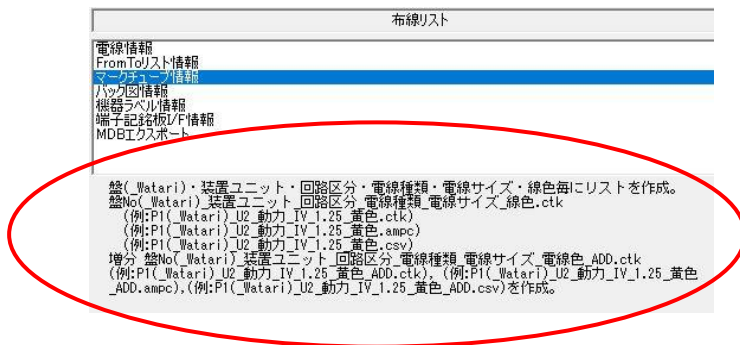 布線リスト
電線情報
FromToリスト情報
マークチューブ情報
バック図情報
機器ラベル情報
端子記銘板I/F情報
MDBエクスポート
盤(_Watari)・装置ユニット・回路区分・電線種類・電線サイズ・線色毎にリストを作成。
盤No(_Watari)_装置ユニット_回路区分_電線種類_電線サイズ_線色.ctk
(例:P1(_Watari)_U2_動力_IV_1.25_黄色.ctk)
(例:P1(_Watari)_U2_動力_IV_1.25_黄色.ampc)
(例:P1(_Watari)_U2_動力_IV_1.25_黄色.csv)
増分_盤No(_Watari)_装置ユニット_回路区分_電線種類_電線サイズ_電線色_ADD.ctk
(例:P1(_Watari)_U2_動力_IV_1.25_黄色_ADD.ctk),(例:P1(_Watari)_U2_動力_IV_1.25_黄色
_ADD.ampc),(例:P1(_Watari)_U2_動力_IV_1.25_黄色_ADD.csv)を作成。